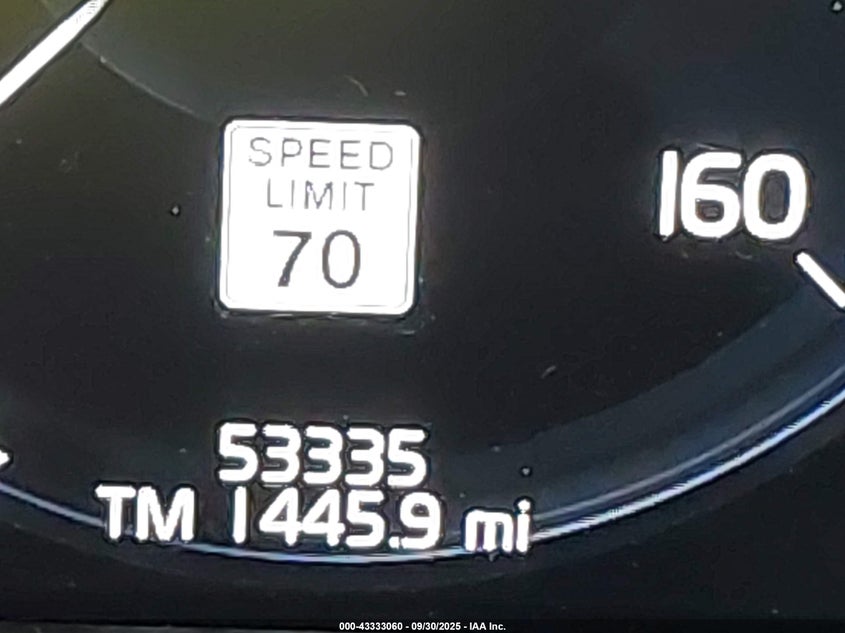 SPEED
LIMIT
70
160
53335
TM 1445.9 mi
000-43333060 - 09/30/2025 - IAA Inc.